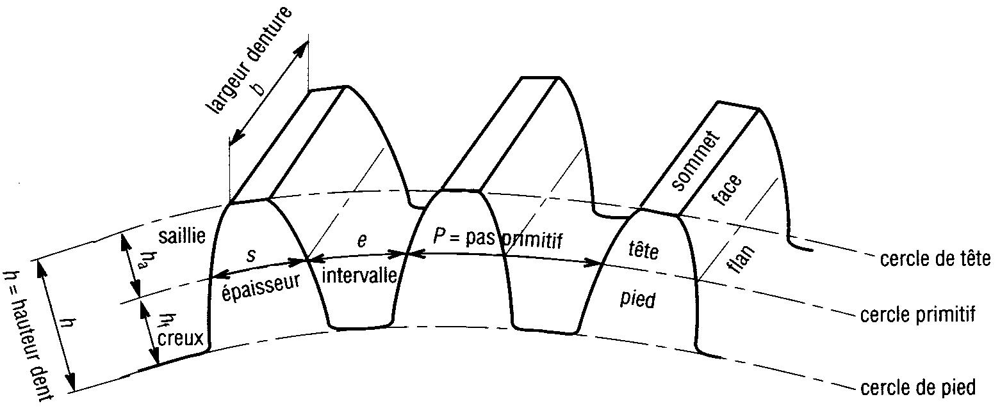 largeur denture
b
sommet
face
flan
saillie
hₐ
s
épaisseur
e
intervalle
P = pas primitif
tête
pied
cercle de tête
cercle primitif
cercle de pied
h = hauteur dent
h
h_f
creux